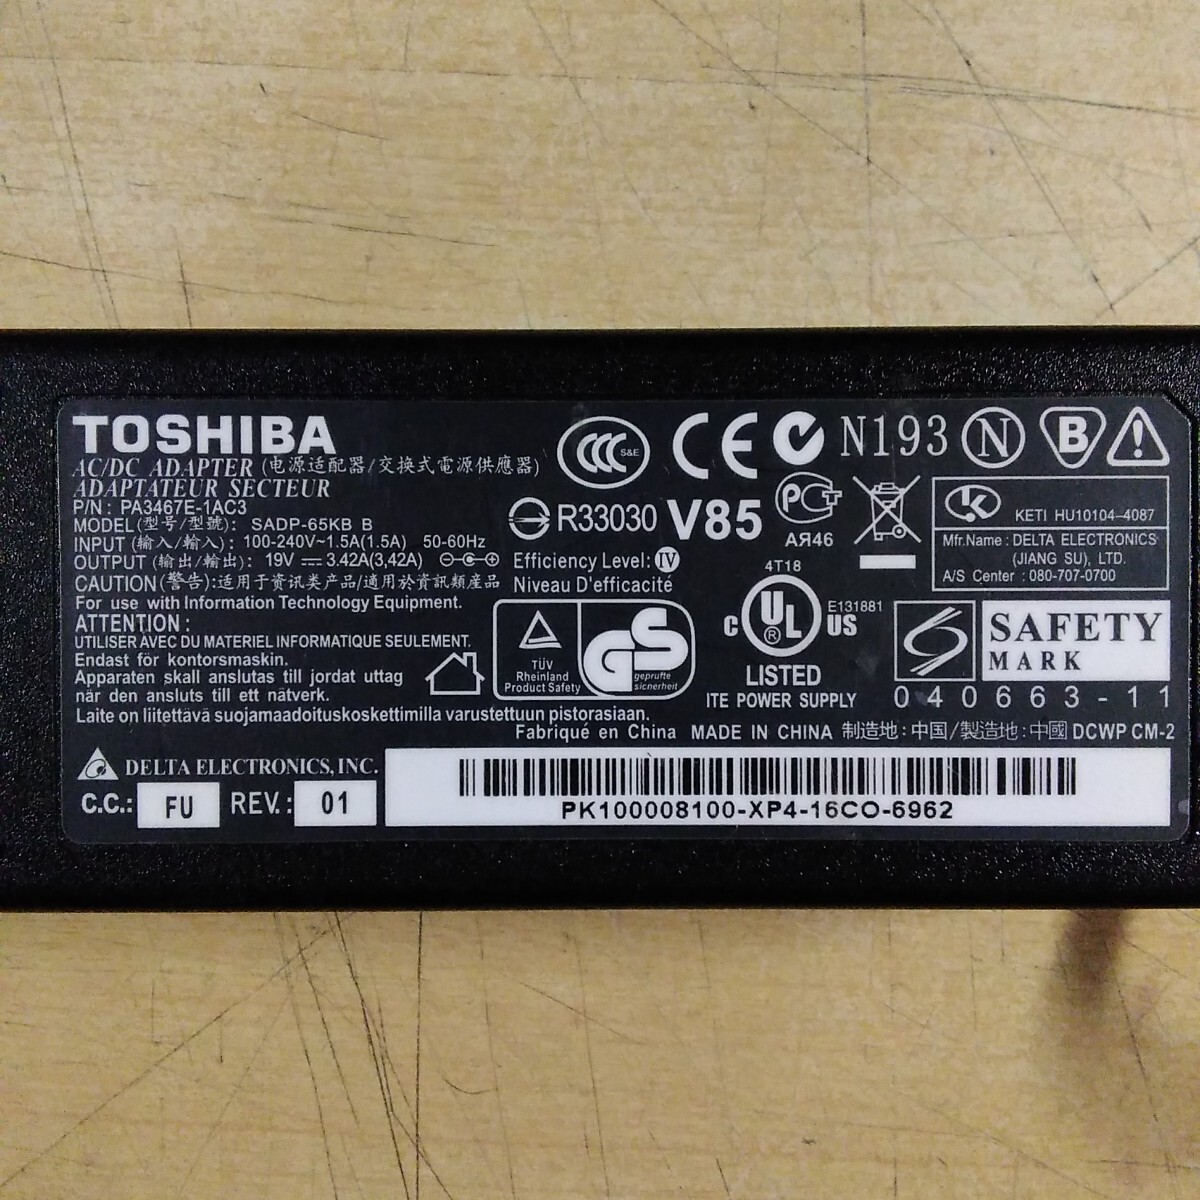 TOSHIBA
AC/DC ADAPTER (电源适配器/交换式電源供應器)
ADAPTATEUR SECTEUR
P/N: PA3467E-1AC3
MODEL(型号/型號): SADP-65KB B
INPUT (输入/輸入): 100-240V~1.5A(1.5A) 50-60Hz
OUTPUT (输出/輸出): 19V 3.42A(3,42A)
CAUTION(警告):适用于资讯类产品/適用於資訊類産品
For use with Information Technology Equipment.
ATTENTION:
UTILISER AVEC DU MATERIEL INFORMATIQUE SEULEMENT.
Endast för kontorsmaskin.
Apparaten skall anslutas till jordat uttag
när den ansluts till ett nätverk.
Laite on liitettävä suojamaadoituskoskettimilla varustettuun pistorasiaan.
CCC S&E
CE
N193
N
B
R33030
V85
PCT
АЯ46
Efficiency Level: IV
Niveau D'efficacité
K
KETI HU10104-4087
Mfr.Name: DELTA ELECTRONICS
(JIANG SU), LTD.
A/S Center : 080-707-0700
TÜV
Rheinland
Product Safety
GS
geprüfte
sicherheit
4T18
c UL ® US
E131881
LISTED
ITE POWER SUPPLY
SAFETY
MARK
040663-11
Fabriqué en China MADE IN CHINA 制造地:中国/製造地:中國 DCWP CM-2
DELTA ELECTRONICS, INC.
C.C.: FU REV.: 01
PK100008100-XP4-16CO-6962